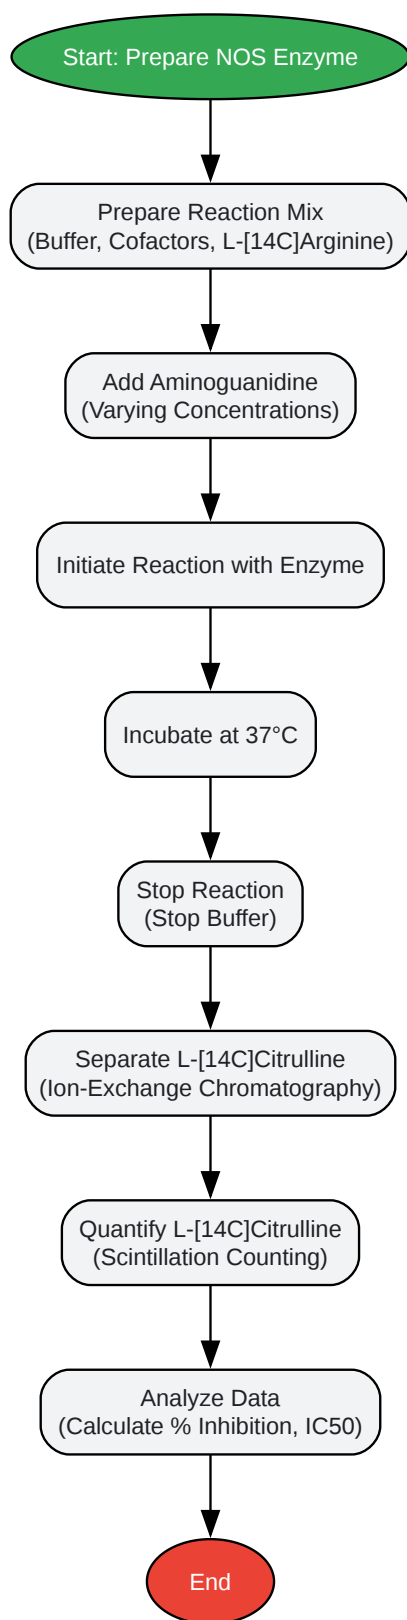 Start: Prepare NOS Enzyme
Prepare Reaction Mix
(Buffer, Cofactors, L-[14C]Arginine)
Add Aminoguanidine
(Varying Concentrations)
Initiate Reaction with Enzyme
Incubate at 37°C
Stop Reaction
(Stop Buffer)
Separate L-[14C]Citrulline
(Ion-Exchange Chromatography)
Quantify L-[14C]Citrulline
(Scintillation Counting)
Analyze Data
(Calculate % Inhibition, IC50)
End